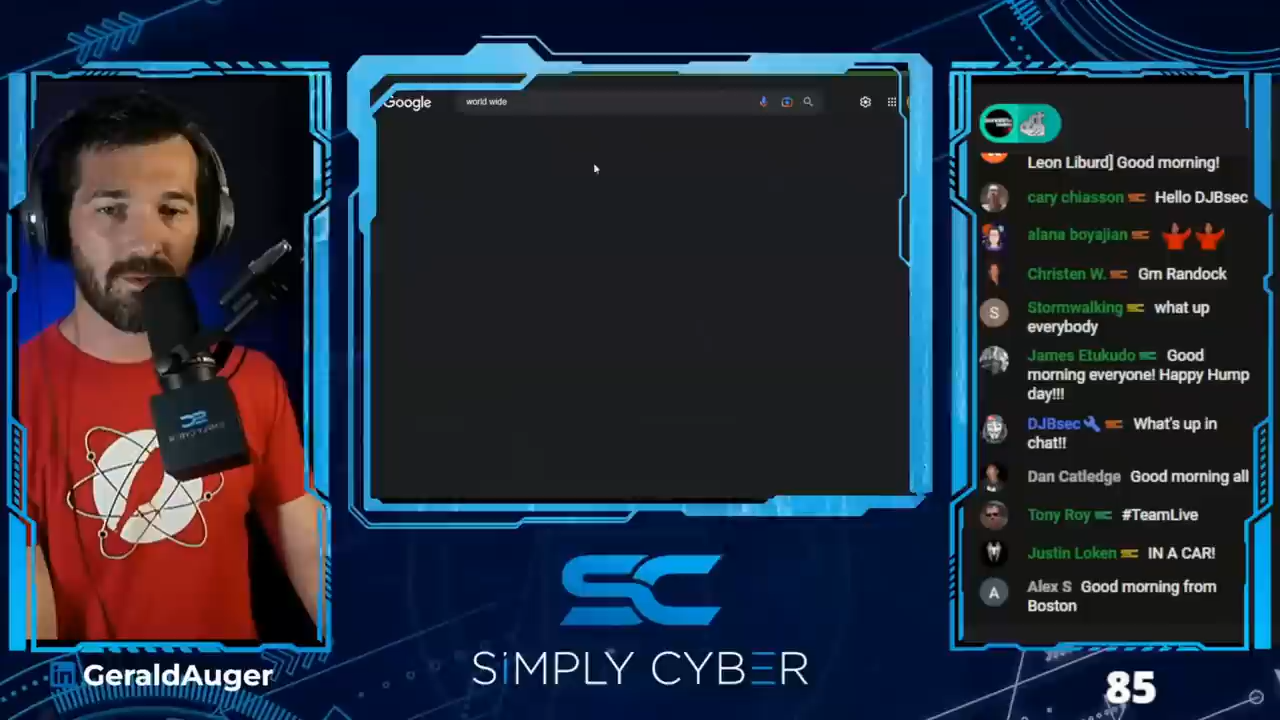 Google
world wide
Leon Liburd] Good morning!
cary chiasson Hello DJBsec
alana boyajian
Christen W. Gm Randock
S
Stormwalking what up
everybody
James Etukudo Good
morning everyone! Happy Hump
day!!!
DJBsec What's up in
chat!!
Dan Catledge Good morning all
Tony Roy #TeamLive
Justin Loken IN A CAR!
A
Alex S Good morning from
Boston
SC
SiMPLY CYBER
in GeraldAuger
85